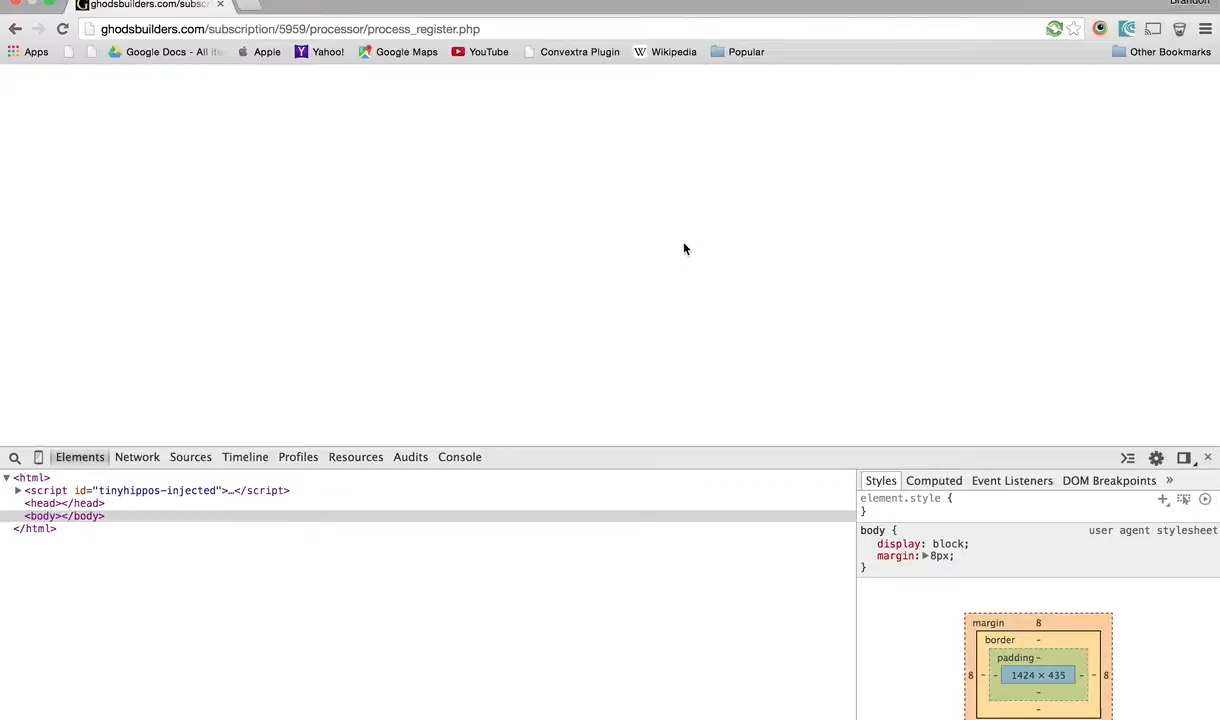 Brandon
ghodsbuilders.com/subscr ×
ghodsbuilders.com/subscription/5959/processor/process_register.php
Apps Google Docs - All ite Apple Yahoo! Google Maps YouTube Convextra Plugin W Wikipedia Popular Other Bookmarks
Elements Network Sources Timeline Profiles Resources Audits Console
<html>
<script id="tinyhippos-injected">…</script>
<head></head>
<body></body>
</html>
Styles Computed Event Listeners DOM Breakpoints »
element.style {
}
body { user agent stylesheet
display: block;
margin: 8px;
}
margin 8
border -
padding -
8 - - 1424 × 435 - - 8
-
-